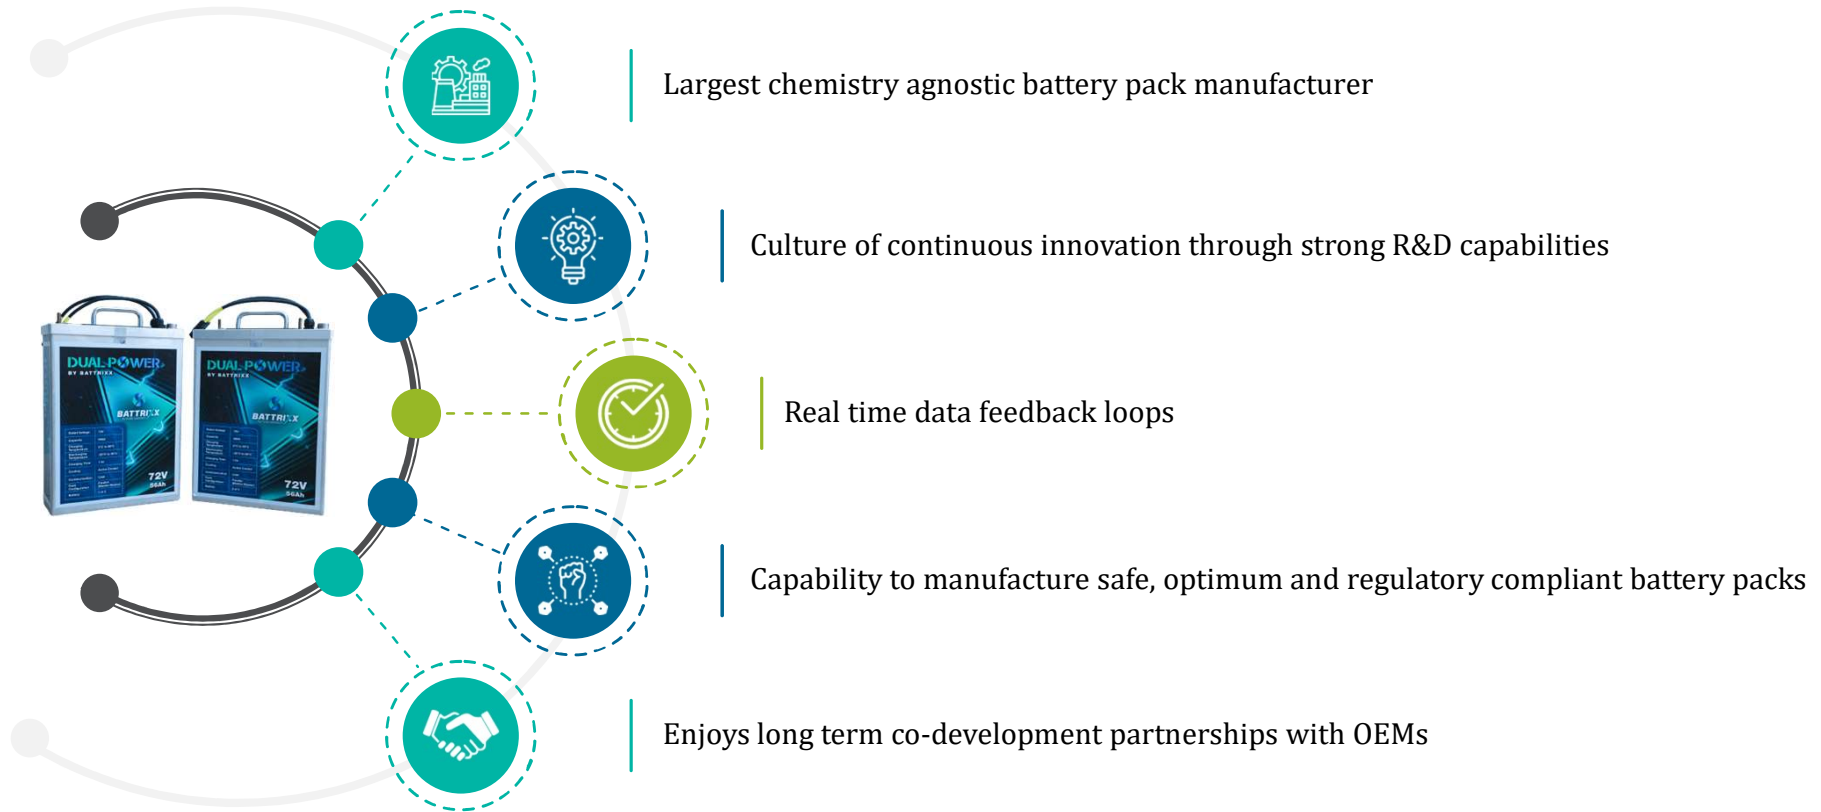 Largest chemistry agnostic battery pack manufacturer
Culture of continuous innovation through strong R&D capabilities
DUAL POWER
BY BATTRIXX
BATTRIXX
72V
56Ah
DUAL POWER
BY BATTRIXX
BATTRIXX
72V
56Ah
Real time data feedback loops
Capability to manufacture safe, optimum and regulatory compliant battery packs
Enjoys long term co-development partnerships with OEMs